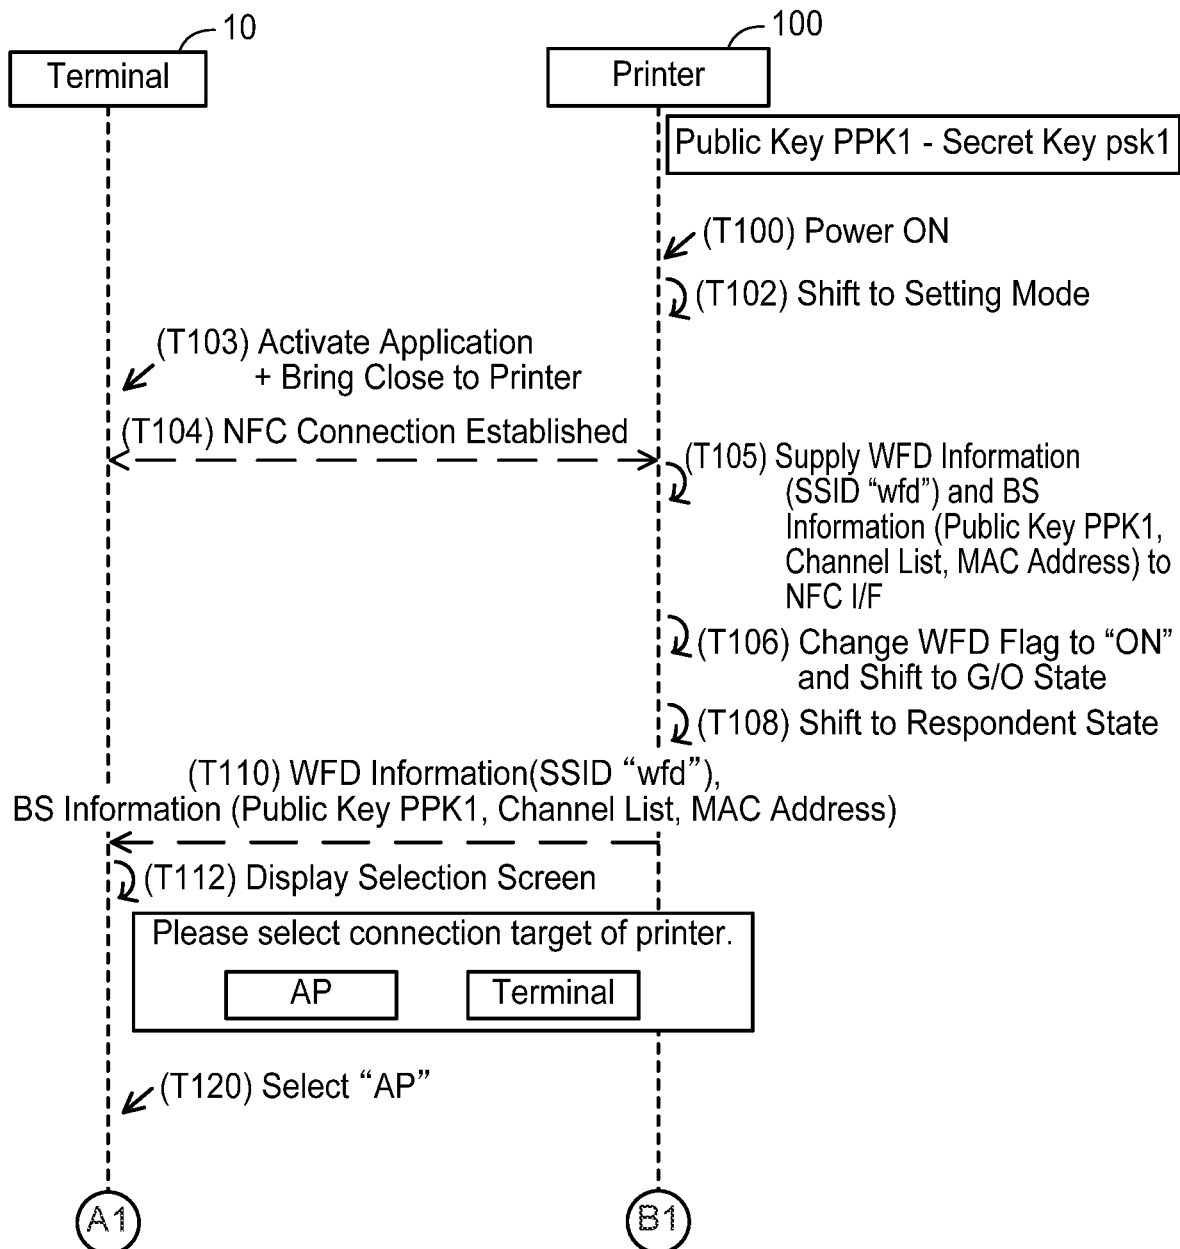 10
100
Terminal
Printer
Public Key PPK1 - Secret Key psk1
(T100) Power ON
(T102) Shift to Setting Mode
(T103) Activate Application
+ Bring Close to Printer
(T104) NFC Connection Established
(T105) Supply WFD Information
(SSID “wfd”) and BS
Information (Public Key PPK1,
Channel List, MAC Address) to
NFC I/F
(T106) Change WFD Flag to “ON”
and Shift to G/O State
(T108) Shift to Respondent State
(T110) WFD Information(SSID “wfd”),
BS Information (Public Key PPK1, Channel List, MAC Address)
(T112) Display Selection Screen
Please select connection target of printer.
AP
Terminal
(T120) Select “AP”
A1
B1